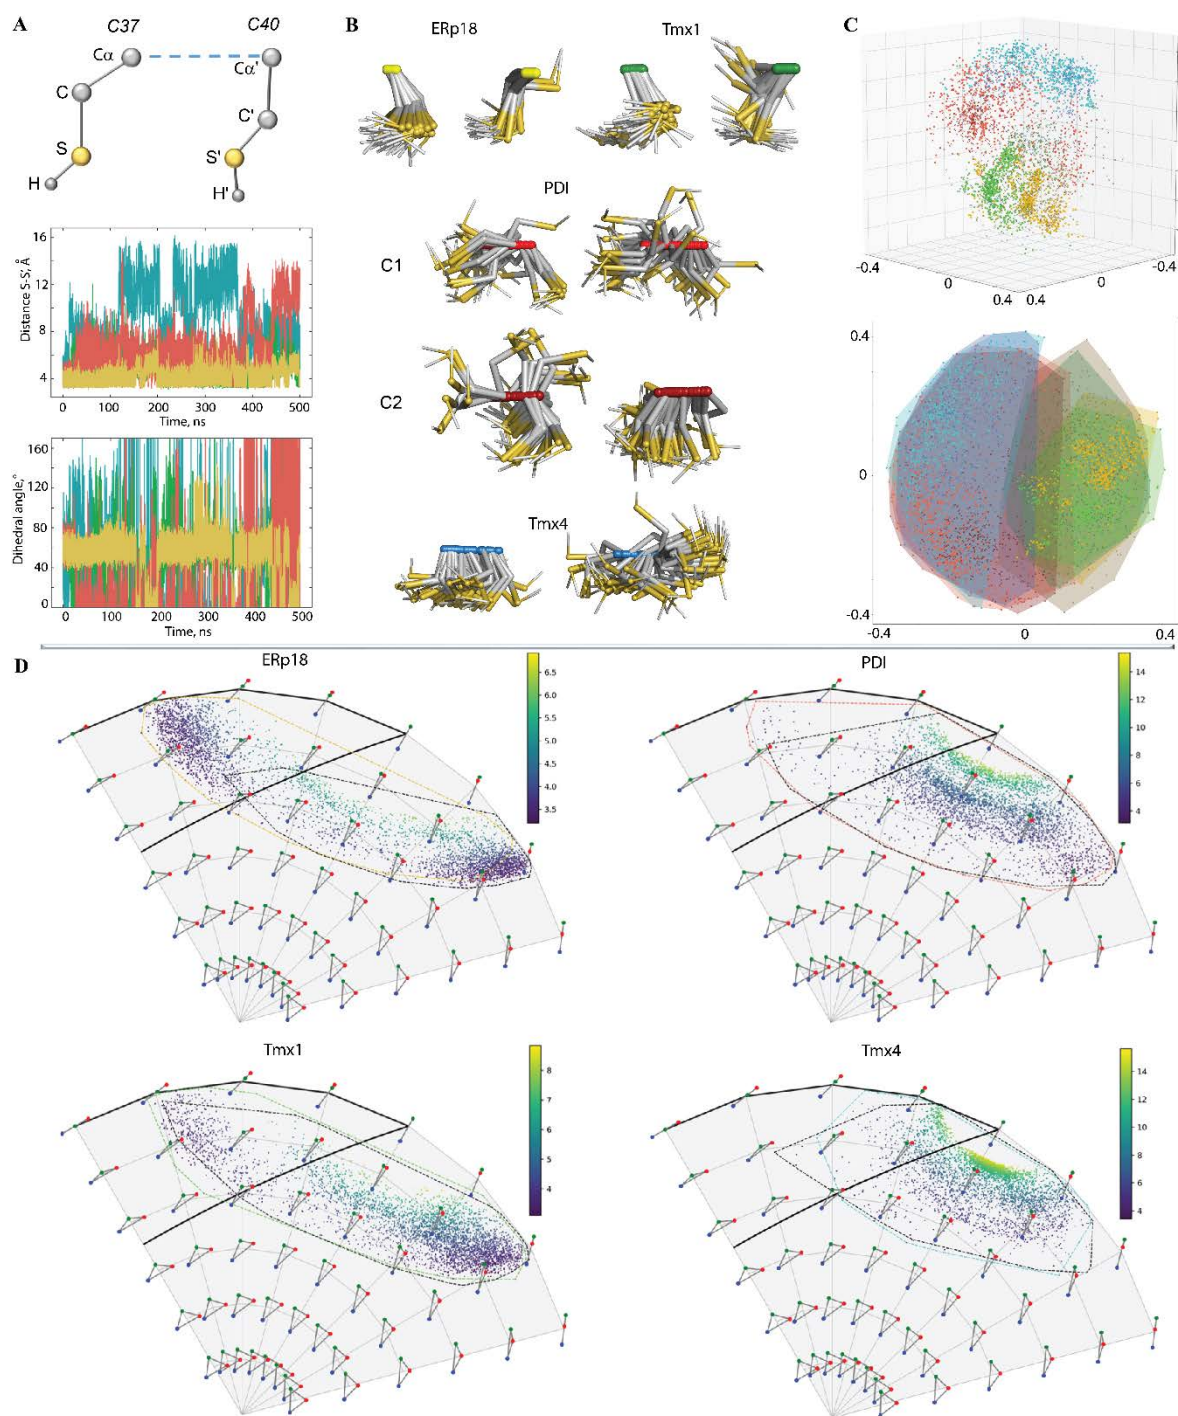 A
C37 C40
Cα Cα'
C C'
S S'
H H'
Distance S-S', Å
16
12
8
4
0 100 200 300 400 500
Time, ns
Dihedral angle,°
160
120
80
40
0
0 100 200 300 400 500
Time, ns
B
ERp18 Tmx1
PDI
C1
C2
Tmx4
C
-0.4 0 0.4 0.4 0 -0.4
0.4
0
-0.4
-0.4 0 0.4
D
ERp18
6.5
6.0
5.5
5.0
4.5
4.0
3.5
PDI
14
12
10
8
6
4
Tmx1
8
7
6
5
4
Tmx4
14
12
10
8
6
4